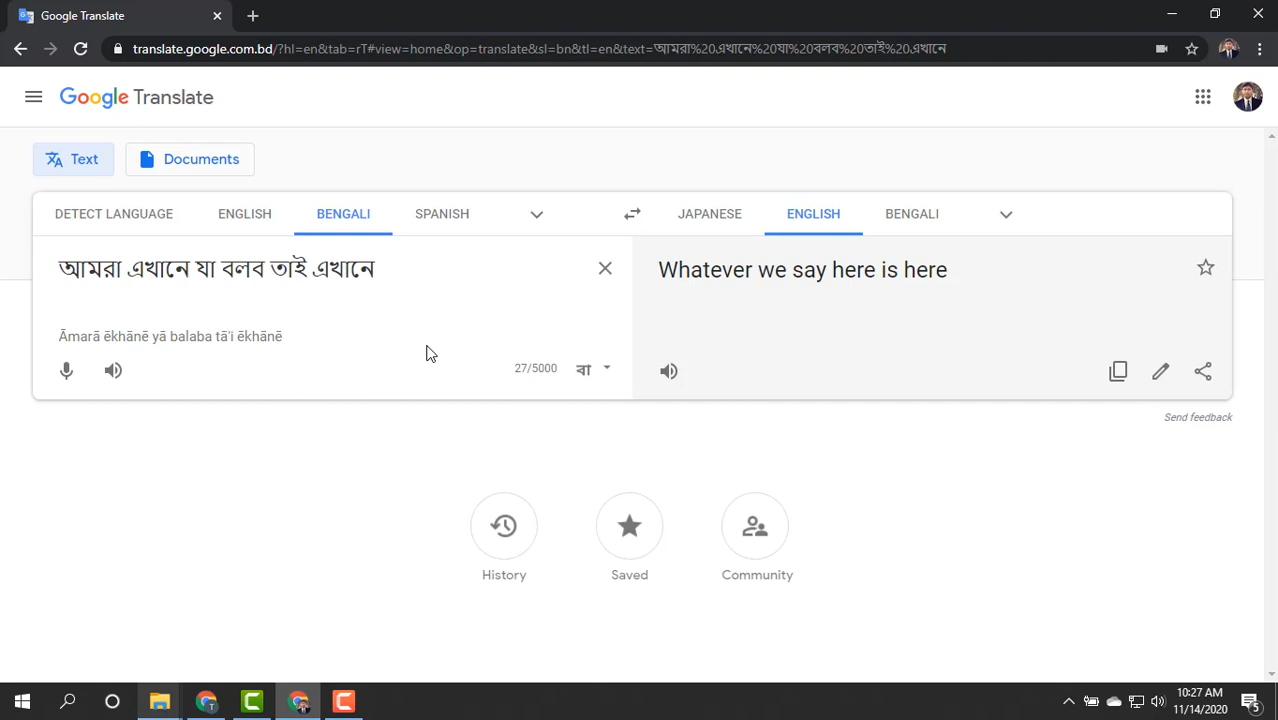 Google Translate
translate.google.com.bd/?hl=en&tab=rT#view=home&op=translate&sl=bn&tl=en&text=আমরা%20এখানে%20যা%20বলব%20তাই%20এখানে
Google Translate
Text Documents
DETECT LANGUAGE ENGLISH BENGALI SPANISH JAPANESE ENGLISH BENGALI
আমরা এখানে যা বলব তাই এখানে
Whatever we say here is here
Āmarā ēkhānē yā balaba tā'i ēkhānē
27/5000 বা
Send feedback
History Saved Community
10:27 AM
11/14/2020
5